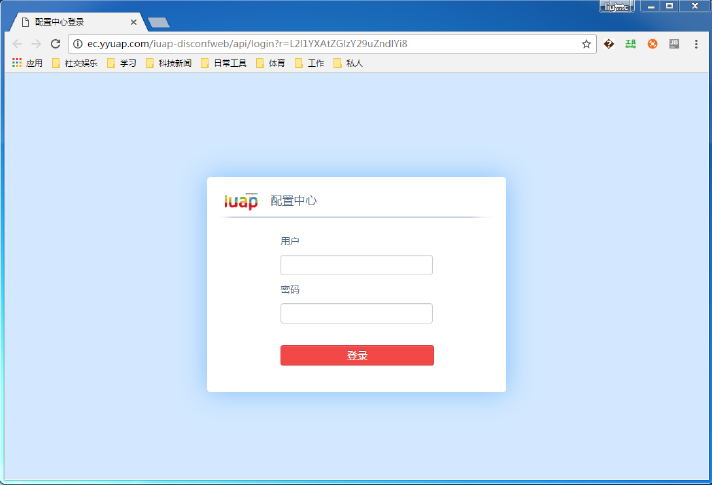 配置中心登录
ec.yyuap.com/iuap-disconfweb/api/login?r=L2l1YXAtZGlzY29uZndlYi8
应用
社交娱乐
学习
科技新闻
日常工具
体育
工作
私人
iuap
配置中心
用户
密码
登录